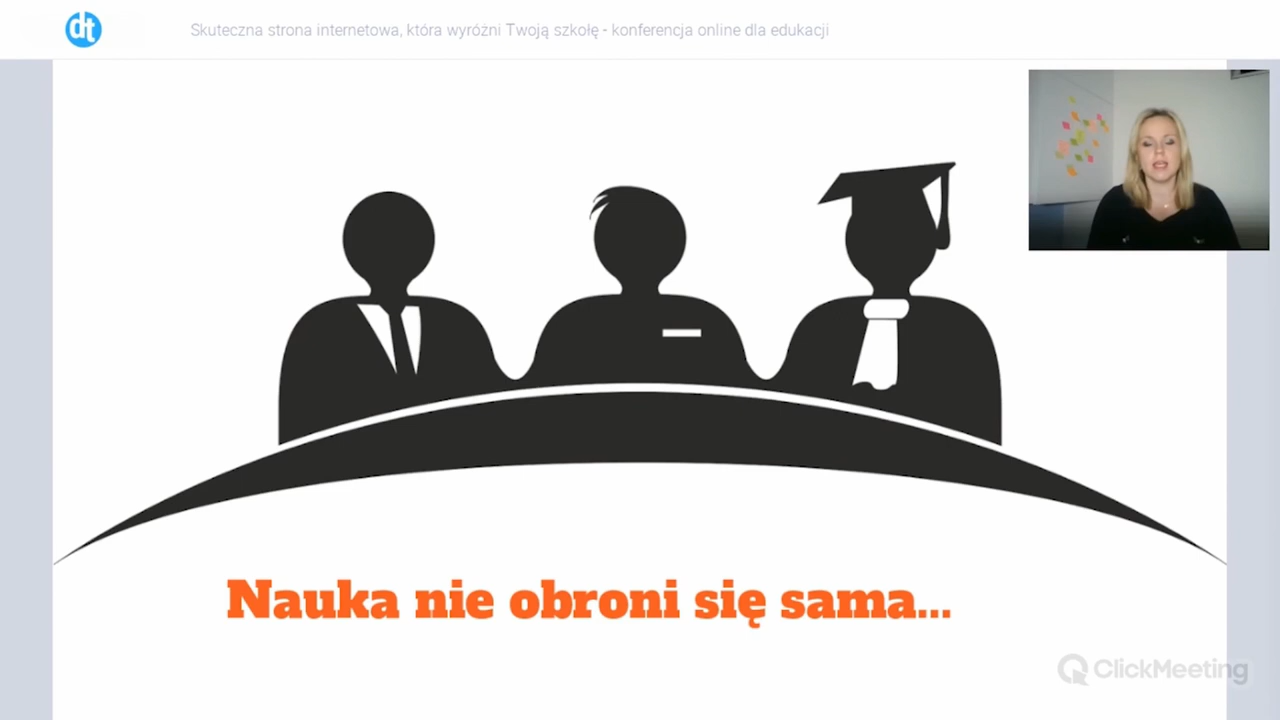 dt
Skuteczna strona internetowa, która wyróżni Twoją szkołę - konferencja online dla edukacji
Nauka nie obroni się sama...
ClickMeeting